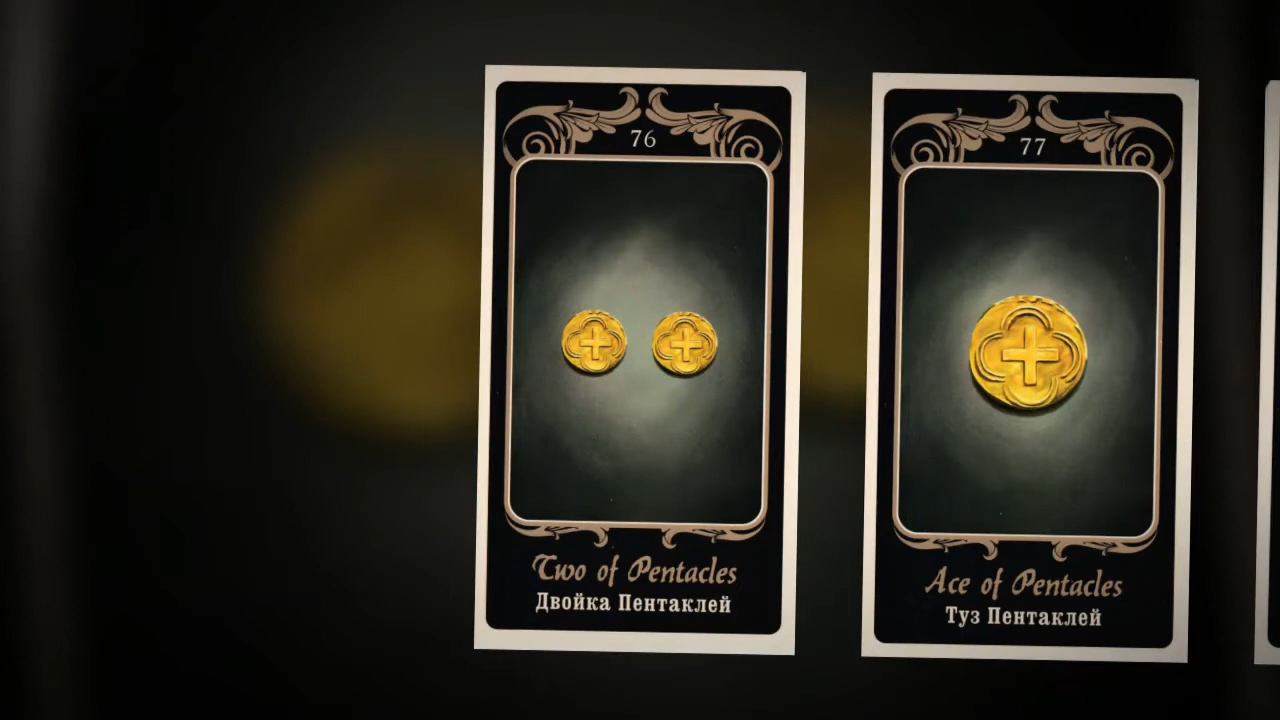 76
Two of Pentacles
Двойка Пентаклей
77
Ace of Pentacles
Туз Пентаклей